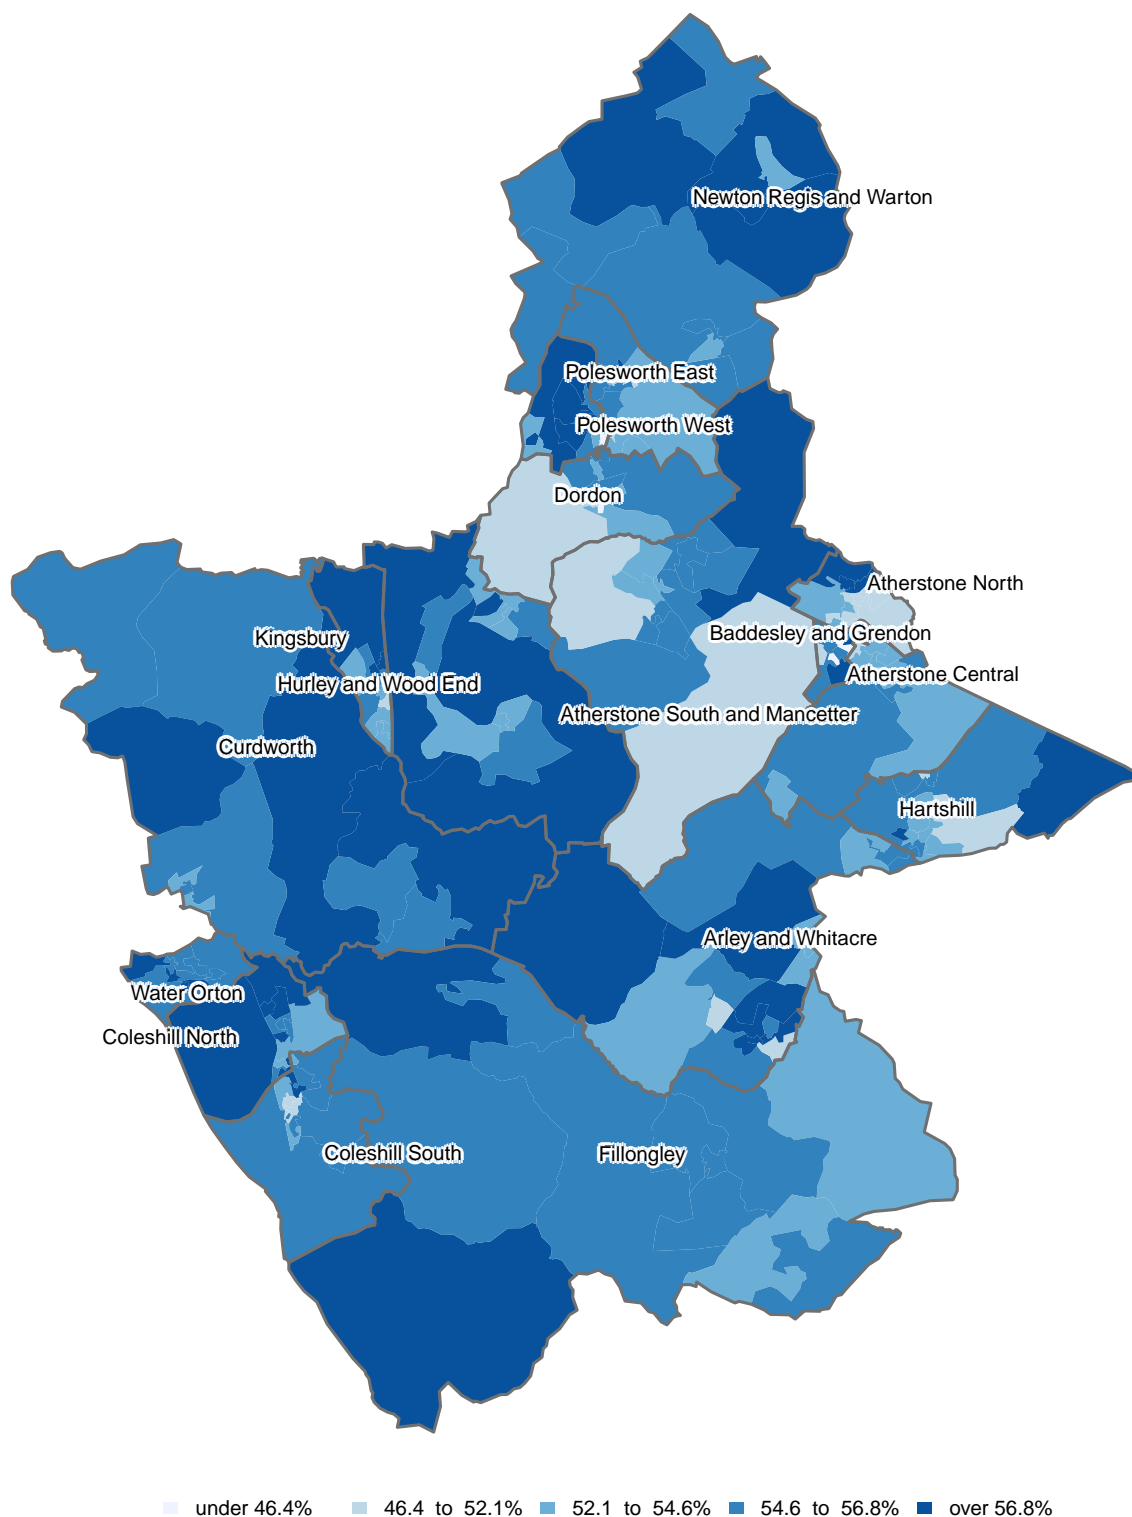 Newton Regis and Warton
Polesworth East
Polesworth West
Dordon
Atherstone North
Baddesley and Grendon
Kingsbury
Atherstone Central
Hurley and Wood End
Atherstone South and Mancetter
Curdworth
Hartshill
Arley and Whitacre
Water Orton
Coleshill North
Coleshill South
Fillongley
under 46.4% 46.4 to 52.1% 52.1 to 54.6% 54.6 to 56.8% over 56.8%